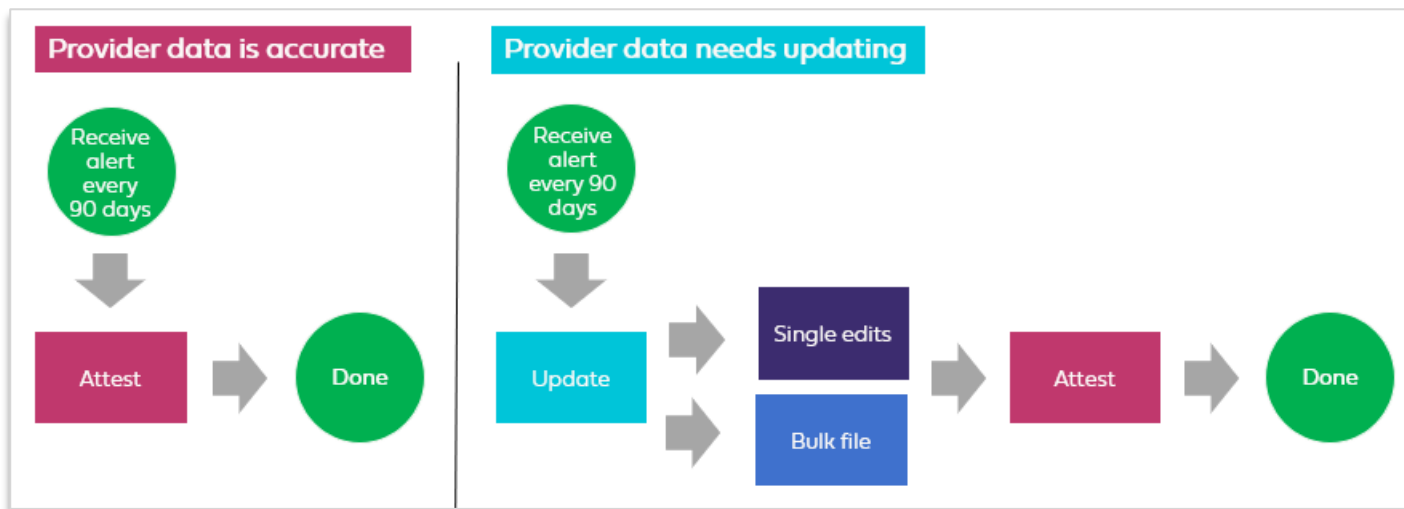 Provider data is accurate
Receive
alert
every
90 days
Attest
Done
Provider data needs updating
Receive
alert
every 90
days
Update
Single edits
Bulk file
Attest
Done